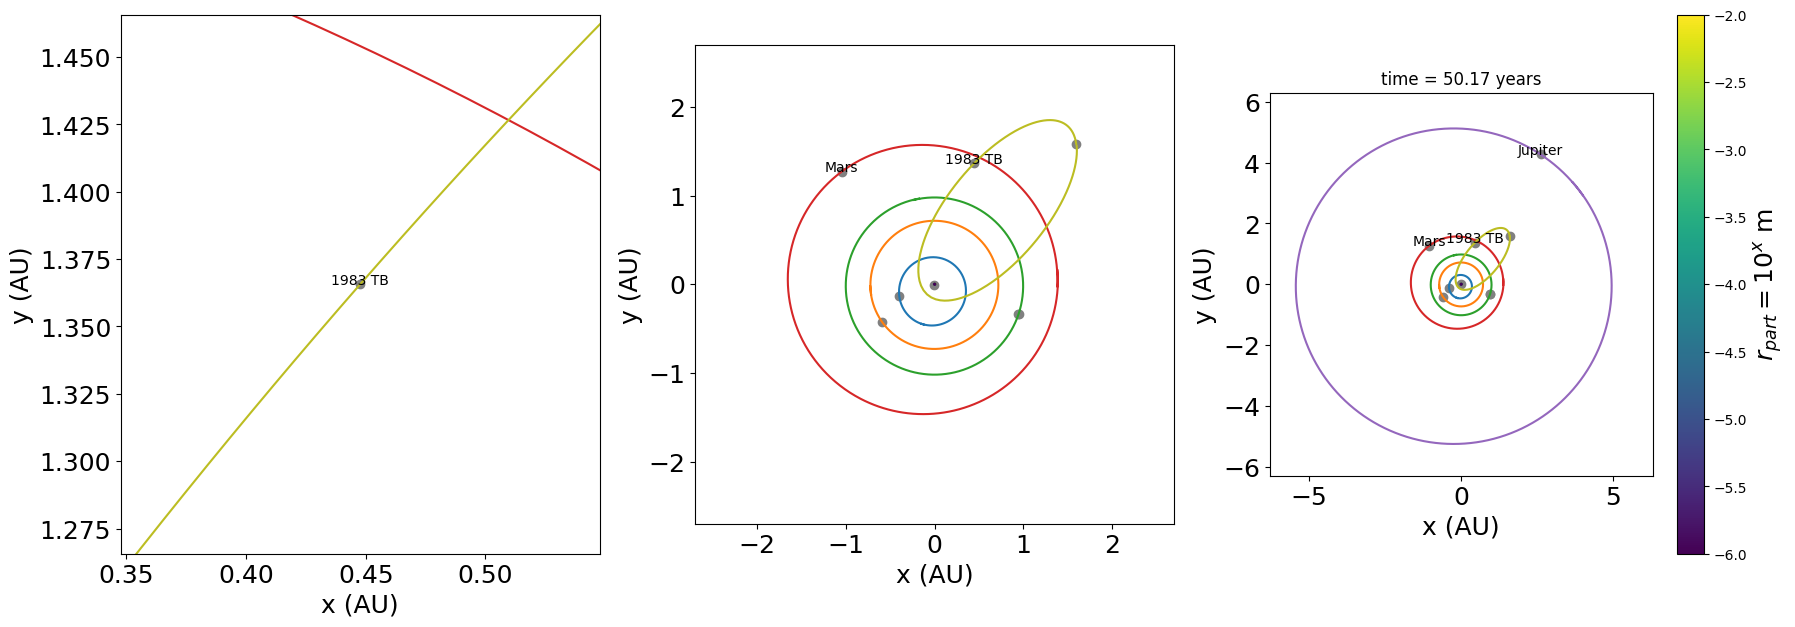 1.450
1.425
1.400
1.375
1.350
1.325
1.300
1.275
0.35 0.40 0.45 0.50
x (AU)
y (AU)
1983 TB
2
1
0
−1
−2
−2 −1 0 1 2
x (AU)
y (AU)
Mars
1983 TB
time = 50.17 years
6
4
2
0
−2
−4
−6
−5 0 5
x (AU)
y (AU)
Jupiter
Mars 1983 TB
−2.0
−2.5
−3.0
−3.5
−4.0
−4.5
−5.0
−5.5
−6.0
r_part = 10^x m